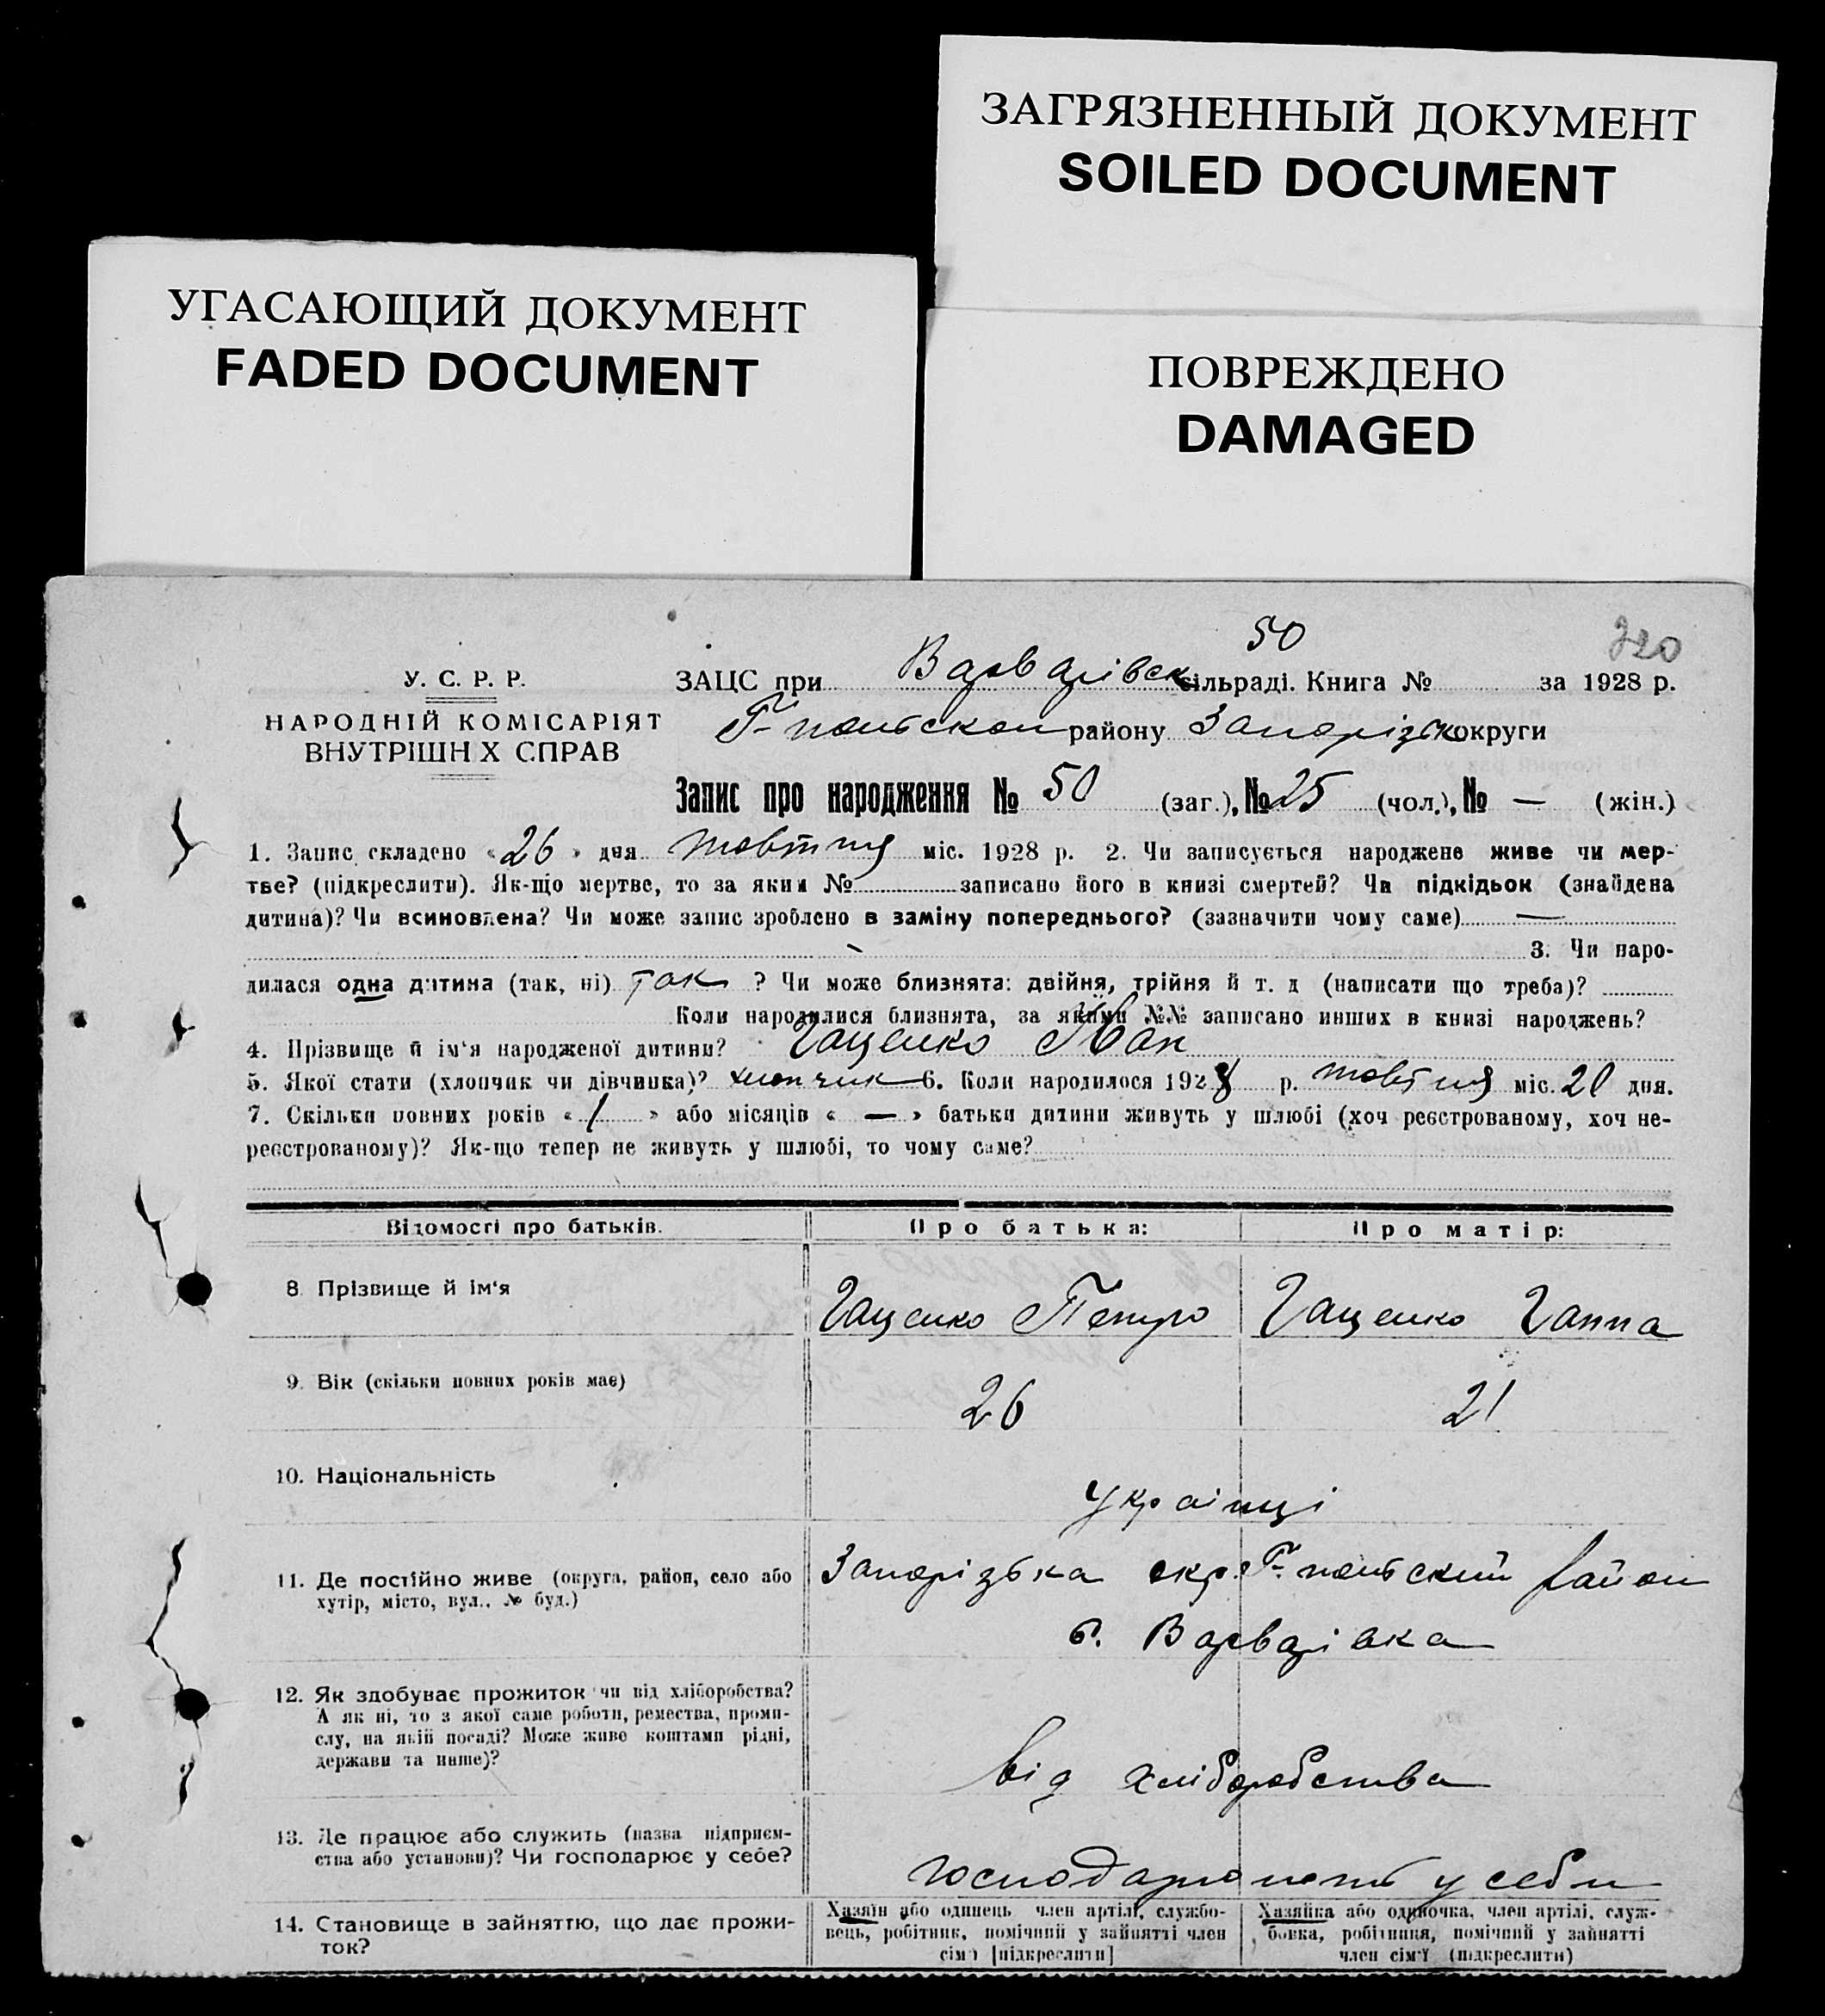 ЗАГРЯЗНЕННЫЙ ДОКУМЕНТ
SOILED DOCUMENT
УГАСАЮЩИЙ ДОКУМЕНТ
FADED DOCUMENT
ПОВРЕЖДЕНО
DAMAGED
50
320
У. С. Р. Р.
НАРОДНІЙ КОМІСАРІЯТ
ВНУТРІШН Х СПРАВ
ЗАЦС при Варварівск сільраді. Книга № за 1928 р.
району Запорізьк округи
Запис про народження № 50 (заг.), № 25 (чол.), № — (жін.)
1. Запис складено «26» дня жовтня міс. 1928 р. 2. Чи записується народжене живе чи мер-
тве? (підкреслити). Як-що мертве, то за яким № записано його в книзі смертей? Чи підкідьок (знайдена
дитина)? Чи всиновлена? Чи може запис зроблено в заміну попереднього? (зазначити чому саме) —
3. Чи наро-
дилася одна дитина (так, ні) так ? Чи може близнята: двійня, трійня й т. д (написати що треба)?
Коли народилися близнята, за якими №№ записано инших в книзі народжень?
4. Прізвище й ім'я народженої дитини? Гащенко Іван
5. Якої стати (хлопчик чи дівчинка)? хлопчик 6. Коли народилося 1928 р. жовтня міс. 20 дня.
7. Скільки повних років «1» або місяців «—» батьки дитини живуть у шлюбі (хоч реєстрованому, хоч не-
реєстрованому)? Як-що тепер не живуть у шлюбі, то чому саме?
Відомості про батьків. Про батька: Про матір:
8 Прізвище й ім'я Гащенко Петро Гащенко Ганна
9. Вік (скільки повних років має) 26 21
10. Національність українці
11. Де постійно живе (округа, район, село або Запорізька окр. район
хутір, місто, вул., № буд.) с. Варварівка
12. Як здобуває прожиток чи від хліборобства?
А як ні, то з якої саме роботи, ремества, проми-
слу, на якій посаді? Може живе коштами рідні,
держави та инше)? від хліборобства
13. Де працює або служить (назва підприєм-
ства або установи)? Чи господарює у себе? господарюють у себе
14. Становище в зайняттю, що дає прожи-
ток?
Хазяїн або одинець член артілі, службо-
вець, робітник, помічний у зайнятті член
сім'ї [підкреслити]
Хазяйка або одиночка, член артілі, служ-
бовка, робітниця, помічний у зайнятті
член сім'ї (підкреслити)